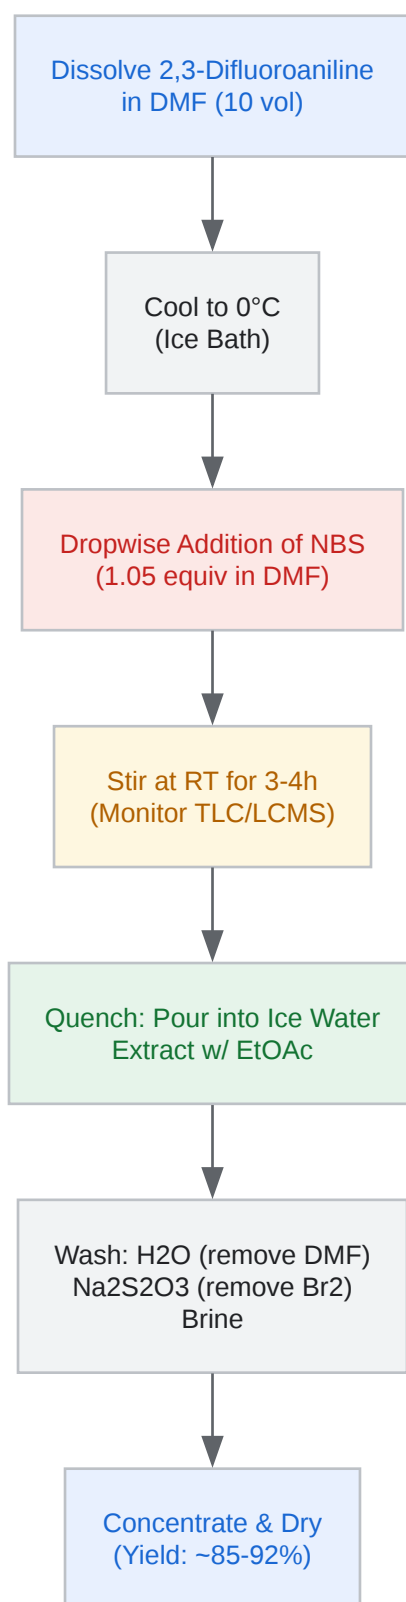 Dissolve 2,3-Difluoroaniline
in DMF (10 vol)
Cool to 0°C
(Ice Bath)
Dropwise Addition of NBS
(1.05 equiv in DMF)
Stir at RT for 3-4h
(Monitor TLC/LCMS)
Quench: Pour into Ice Water
Extract w/ EtOAc
Wash: H2O (remove DMF)
Na2S2O3 (remove Br2)
Brine
Concentrate & Dry
(Yield: ~85-92%)